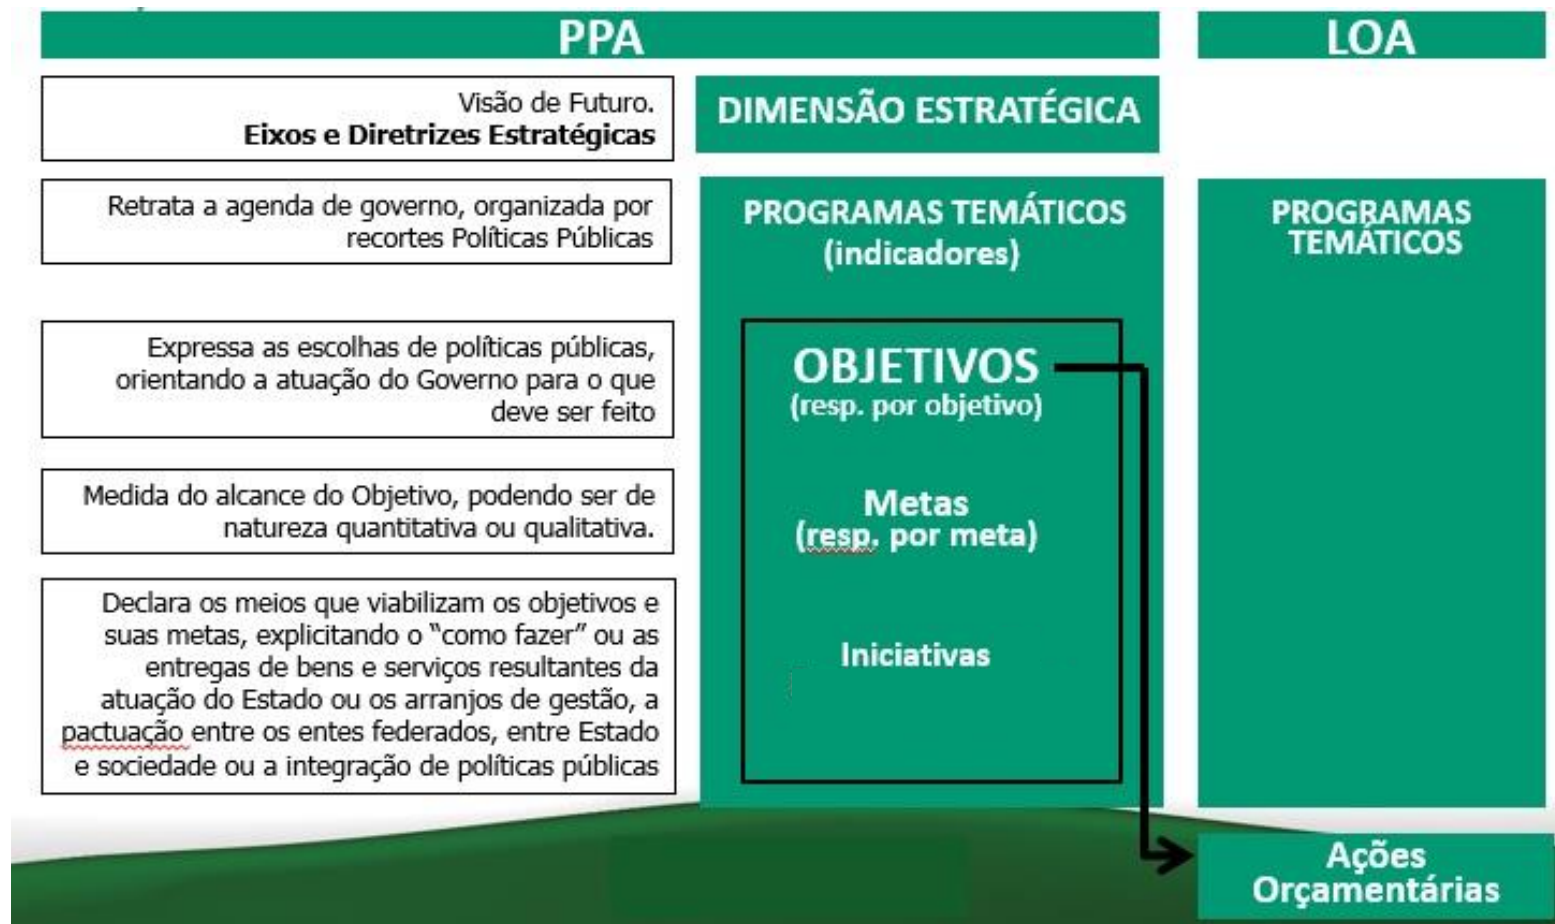 PPA
LOA
Visão de Futuro.
Eixos e Diretrizes Estratégicas
DIMENSÃO ESTRATÉGICA
Retrata a agenda de governo, organizada por
recortes Políticas Públicas
PROGRAMAS TEMÁTICOS
(indicadores)
PROGRAMAS
TEMÁTICOS
Expressa as escolhas de políticas públicas,
orientando a atuação do Governo para o que
deve ser feito
OBJETIVOS
(resp. por objetivo)
Medida do alcance do Objetivo, podendo ser de
natureza quantitativa ou qualitativa.
Metas
(resp. por meta)
Declara os meios que viabilizam os objetivos e
suas metas, explicitando o “como fazer” ou as
entregas de bens e serviços resultantes da
atuação do Estado ou os arranjos de gestão, a
pactuação entre os entes federados, entre Estado
e sociedade ou a integração de políticas públicas
Iniciativas
Ações
Orçamentárias